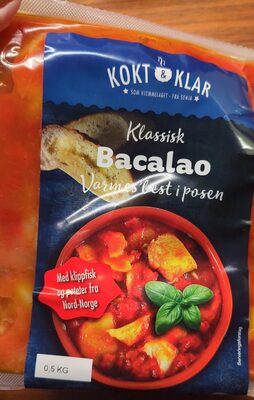 KOKT & KLAR
SOM HJEMMELAGET - FRA SENJA
Klassisk
Bacalao
Varmes best i posen
Med klippfisk
og poteter fra
Nord-Norge
0,5 KG
Serveringsforslag